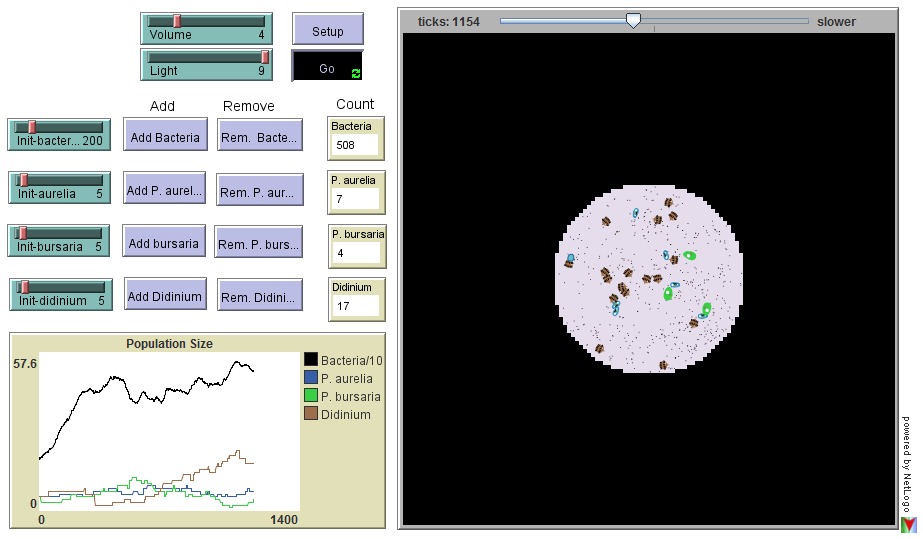 Volume 4
Setup
Light 9
Go
ticks: 1154
slower
Add
Remove
Count
Init-bacter... 200
Add Bacteria
Rem. Bacte...
Bacteria
508
Init-aurelia 5
Add P. aurel...
Rem. P. aur...
P. aurelia
7
Init-bursaria 5
Add bursaria
Rem. P. burs...
P. bursaria
4
Init-didinium 5
Add Didinium
Rem. Didini...
Didinium
17
Population Size
57.6
0
0
1400
Bacteria/10
P. aurelia
P. bursaria
Didinium
powered by NetLogo